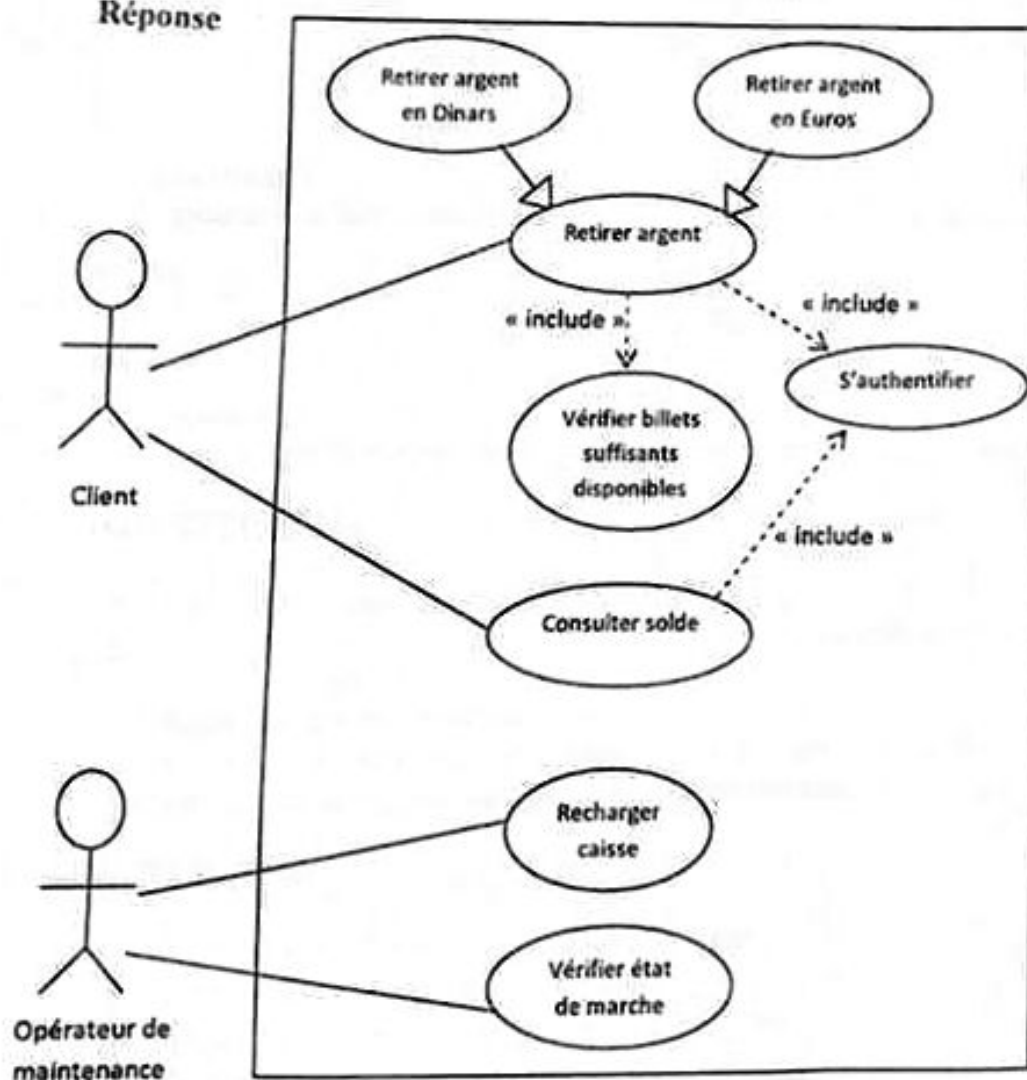 Réponse
Retirer argent
en Dinars
Retirer argent
en Euros
Retirer argent
« include »
« include »
S'authentifier
Vérifier billets
suffisants
disponibles
Client
« include »
Consulter solde
Recharger
caisse
Vérifier état
de marche
Opérateur de
maintenance